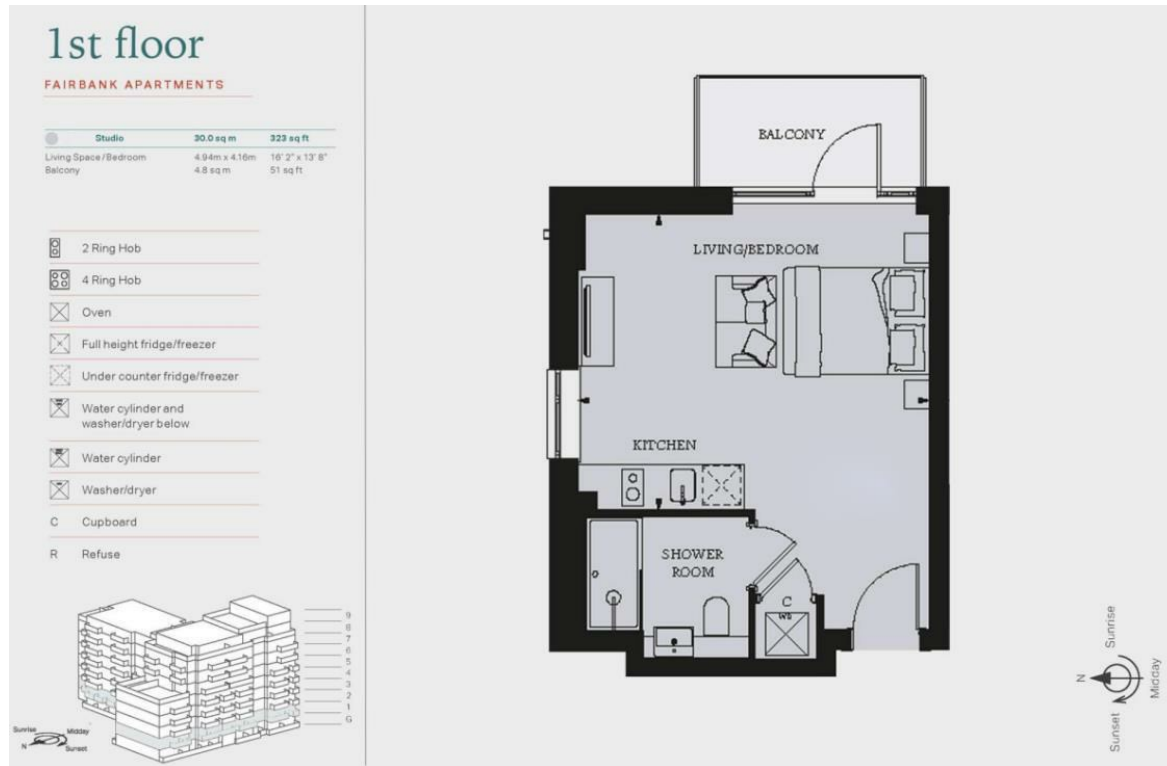 1st floor
FAIRBANK APARTMENTS
Studio 30.0 sq m 323 sq ft
Living Space/Bedroom 4.94m x 4.16m 16' 2" x 13' 8"
Balcony 4.8 sq m 51 sq ft
2 Ring Hob
4 Ring Hob
Oven
Full height fridge/freezer
Under counter fridge/freezer
Water cylinder and
washer/dryer below
Water cylinder
Washer/dryer
C Cupboard
R Refuse
9
8
7
6
5
4
3
2
1
G
Sunrise
Midday
N
Sunset
BALCONY
LIVING/BEDROOM
KITCHEN
SHOWER
ROOM
C
Sunrise
N
Midday
Sunset